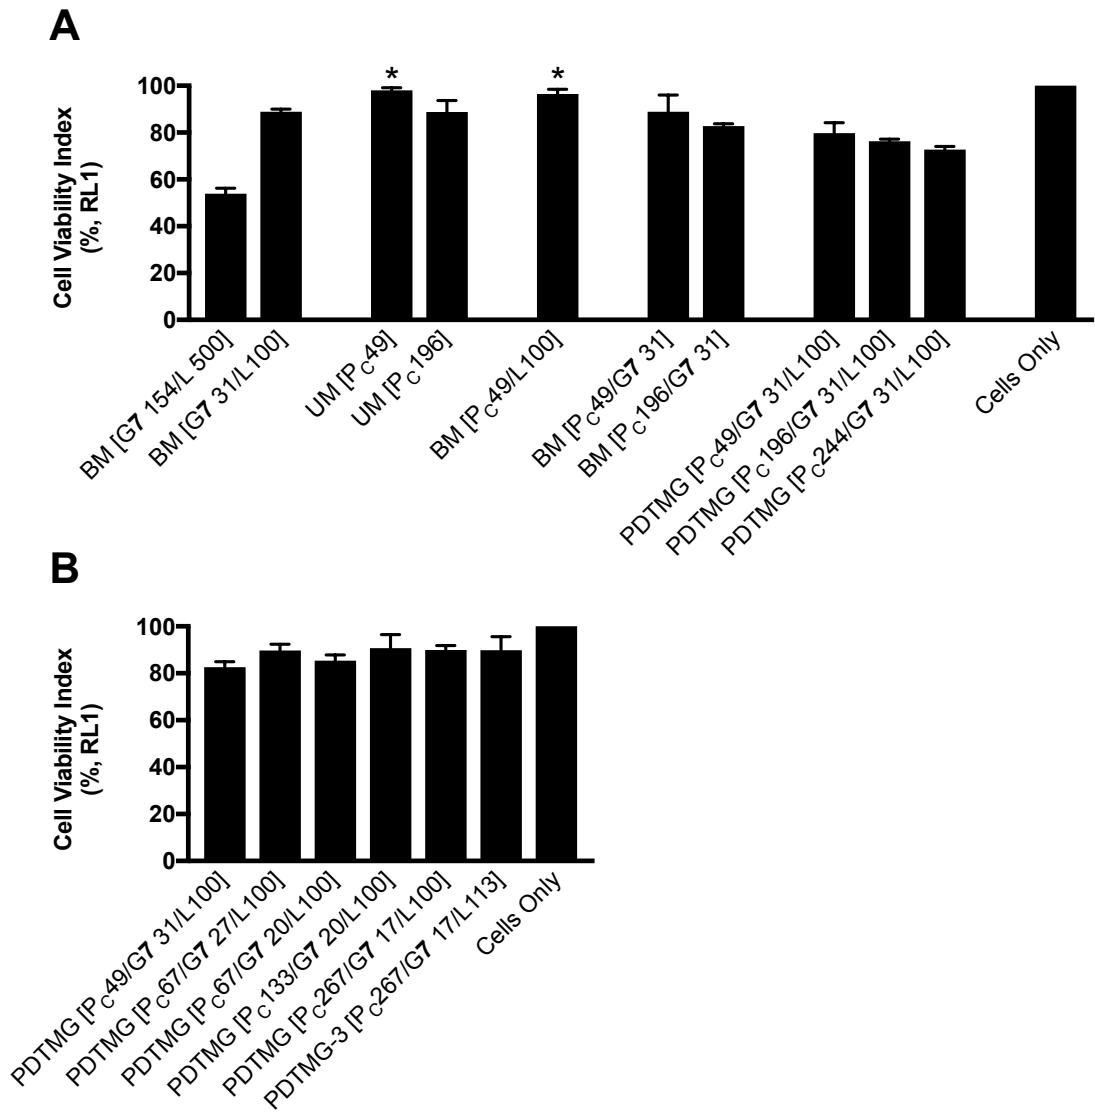 A
Cell Viability Index
(%, RL1)
100
80
60
40
20
0
*
*
BM [G7 154/L 500]
BM [G7 31/L100]
UM [PC49]
UM [PC196]
BM [PC49/L100]
BM [PC49/G7 31]
BM [PC196/G7 31]
PDTMG [PC49/G7 31/L100]
PDTMG [PC196/G7 31/L100]
PDTMG [PC244/G7 31/L100]
Cells Only
B
Cell Viability Index
(%, RL1)
100
80
60
40
20
0
PDTMG [PC49/G7 31/L100]
PDTMG [PC67/G7 27/L100]
PDTMG [PC67/G7 20/L100]
PDTMG [PC133/G7 20/L100]
PDTMG [PC267/G7 17/L100]
PDTMG-3 [PC267/G7 17/L113]
Cells Only